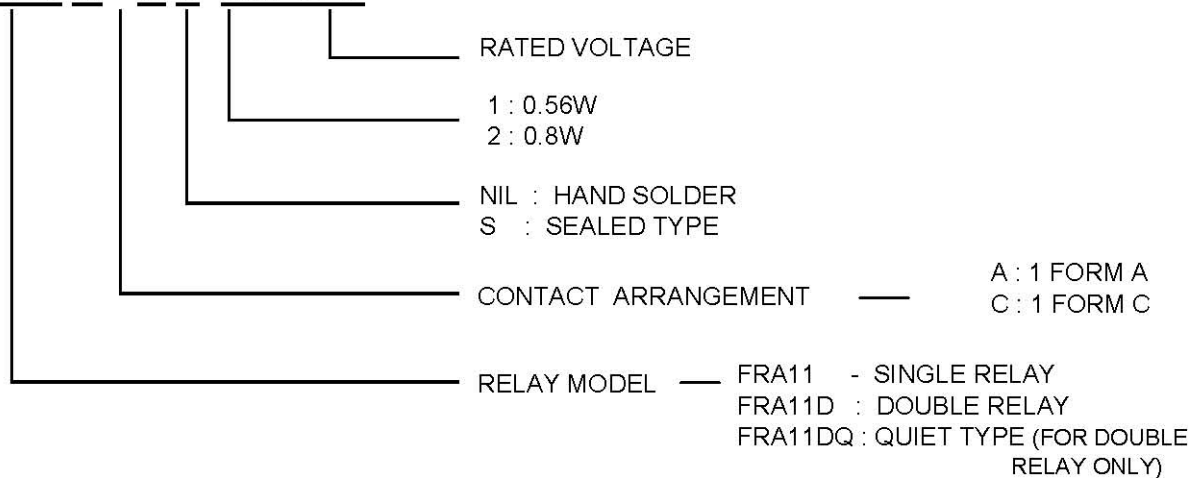 RATED VOLTAGE
1 : 0.56W
2 : 0.8W
NIL : HAND SOLDER
S : SEALED TYPE
A : 1 FORM A
CONTACT ARRANGEMENT
C : 1 FORM C
RELAY MODEL
FRA11 - SINGLE RELAY
FRA11D : DOUBLE RELAY
FRA11DQ : QUIET TYPE (FOR DOUBLE
RELAY ONLY)